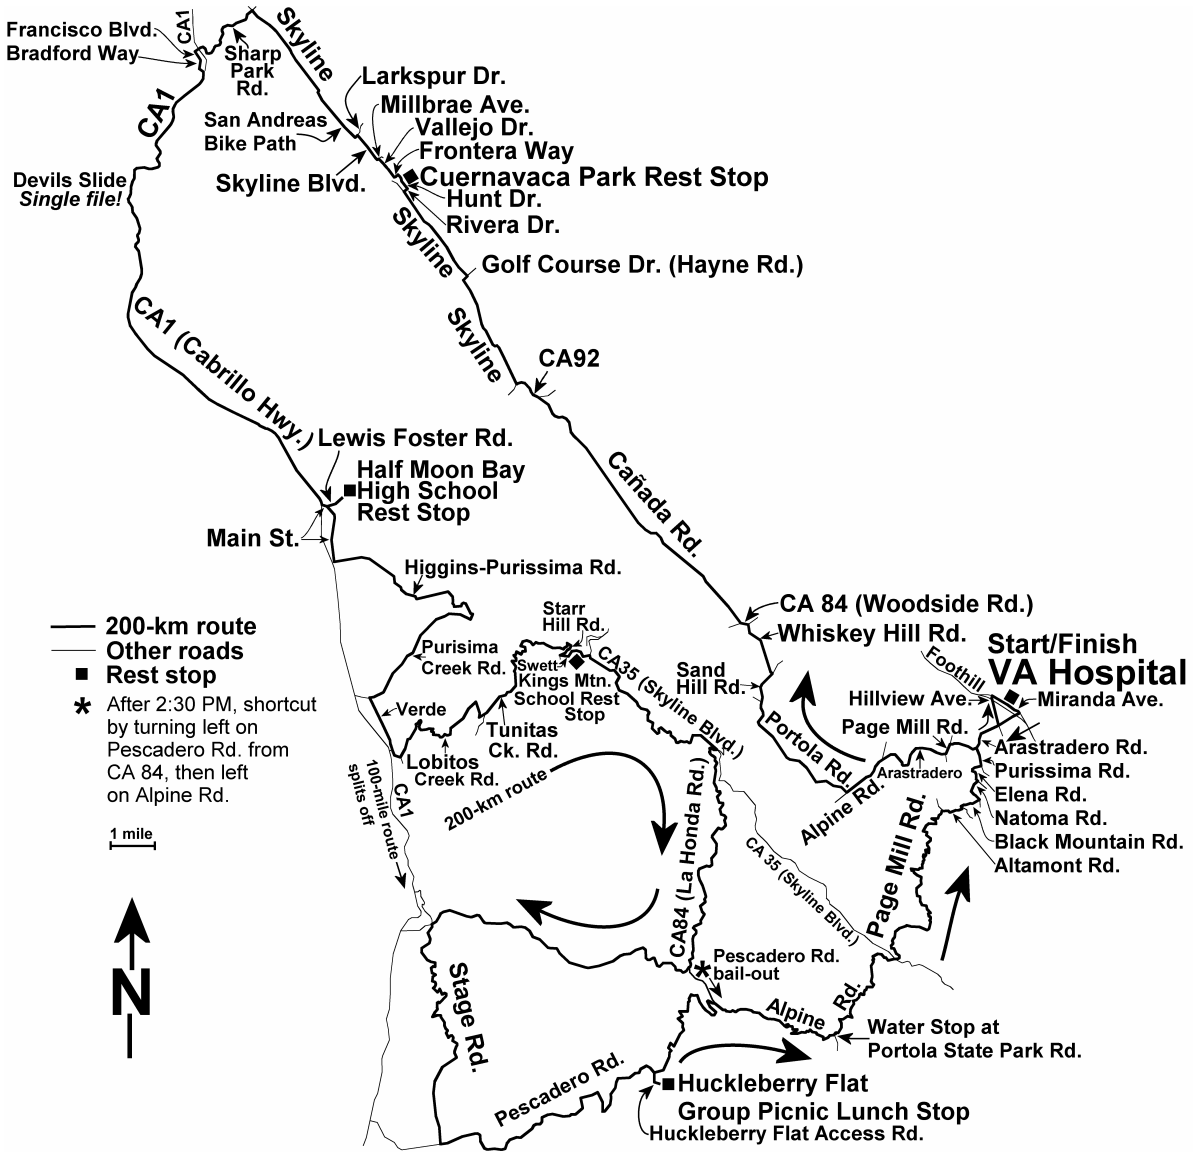 Francisco Blvd.
Bradford Way
CA1
Sharp
Park
Rd.
Skyline
CA1
Larkspur Dr.
Millbrae Ave.
Vallejo Dr.
Frontera Way
San Andreas
Bike Path
Skyline Blvd.
Cuernavaca Park Rest Stop
Hunt Dr.
Rivera Dr.
Devils Slide
Single file!
Skyline
Golf Course Dr. (Hayne Rd.)
CA1 (Cabrillo Hwy.)
Skyline
CA92
Lewis Foster Rd.
Half Moon Bay
High School
Rest Stop
Cañada Rd.
Main St.
Higgins-Purissima Rd.
CA 84 (Woodside Rd.)
Whiskey Hill Rd.
Starr
Hill Rd.
200-km route
Other roads
Rest stop
* After 2:30 PM, shortcut
by turning left on
Pescadero Rd. from
CA 84, then left
on Alpine Rd.
1 mile
Purisima
Creek Rd.
Swett
Kings Mtn.
School Rest
Stop
CA35 (Skyline Blvd.)
Sand
Hill Rd.
Foothill
Start/Finish
VA Hospital
Hillview Ave.
Miranda Ave.
Page Mill Rd.
Portola Rd.
Verde
Tunitas
Ck. Rd.
Lobitos
Creek Rd.
Arastradero
Arastradero Rd.
Purissima Rd.
Elena Rd.
Natoma Rd.
Black Mountain Rd.
Altamont Rd.
Alpine Rd.
100-mile route
splits off
CA1
200-km route
CA84 (La Honda Rd.)
CA 35 (Skyline Blvd.)
Page Mill Rd.
N
Stage Rd.
*
Pescadero Rd.
bail-out
Alpine Rd.
Water Stop at
Portola State Park Rd.
Pescadero Rd.
Huckleberry Flat
Group Picnic Lunch Stop
Huckleberry Flat Access Rd.